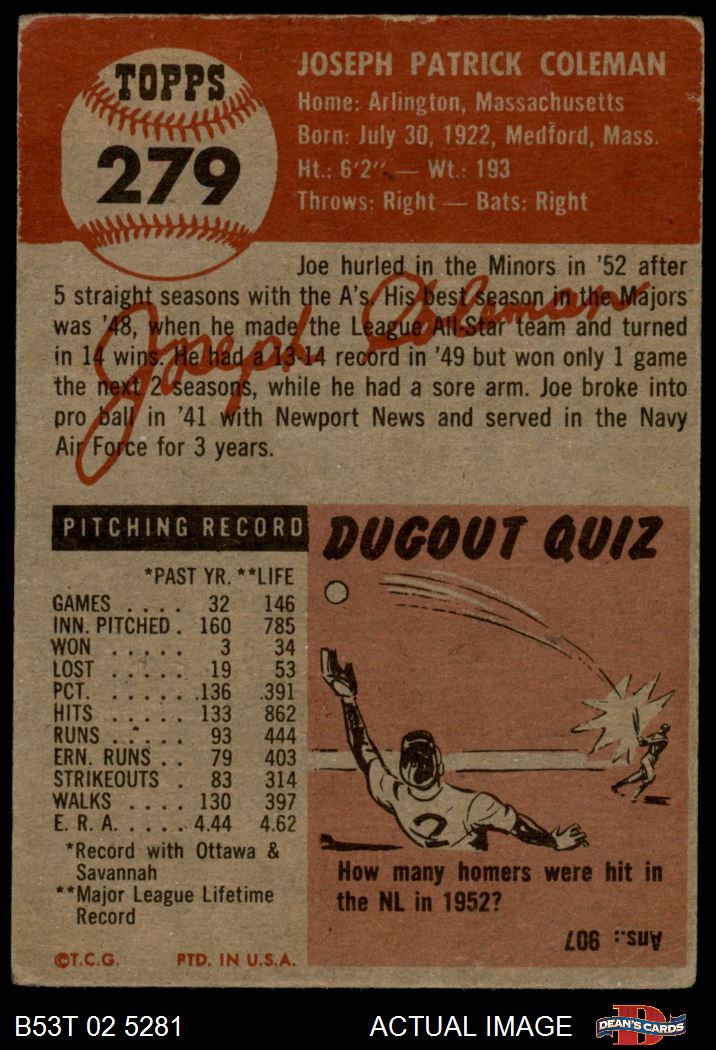 TOPPS
279
JOSEPH PATRICK COLEMAN
Home: Arlington, Massachusetts
Born: July 30, 1922, Medford, Mass.
Ht.: 6'2" — Wt.: 193
Throws: Right — Bats: Right
Joe hurled in the Minors in '52 after
5 straight seasons with the A's. His best season in the Majors
was '48, when he made the League All-Star team and turned
in 14 wins. He had a 13-14 record in '49 but won only 1 game
the next 2 seasons, while he had a sore arm. Joe broke into
pro ball in '41 with Newport News and served in the Navy
Air Force for 3 years.
Joseph Coleman
PITCHING RECORD
*PAST YR. **LIFE
GAMES .... 32 146
INN. PITCHED . 160 785
WON ..... 3 34
LOST ..... 19 53
PCT. ..... .136 .391
HITS ..... 133 862
RUNS ..... 93 444
ERN. RUNS .. 79 403
STRIKEOUTS . 83 314
WALKS .... 130 397
E. R. A. .... 4.44 4.62
*Record with Ottawa &
Savannah
**Major League Lifetime
Record
©T.C.G. PTD. IN U.S.A.
DUGOUT QUIZ
2
How many homers were hit in
the NL in 1952?
Ans.: 907
B53T 02 5281 ACTUAL IMAGE
D
DEAN'S CARDS